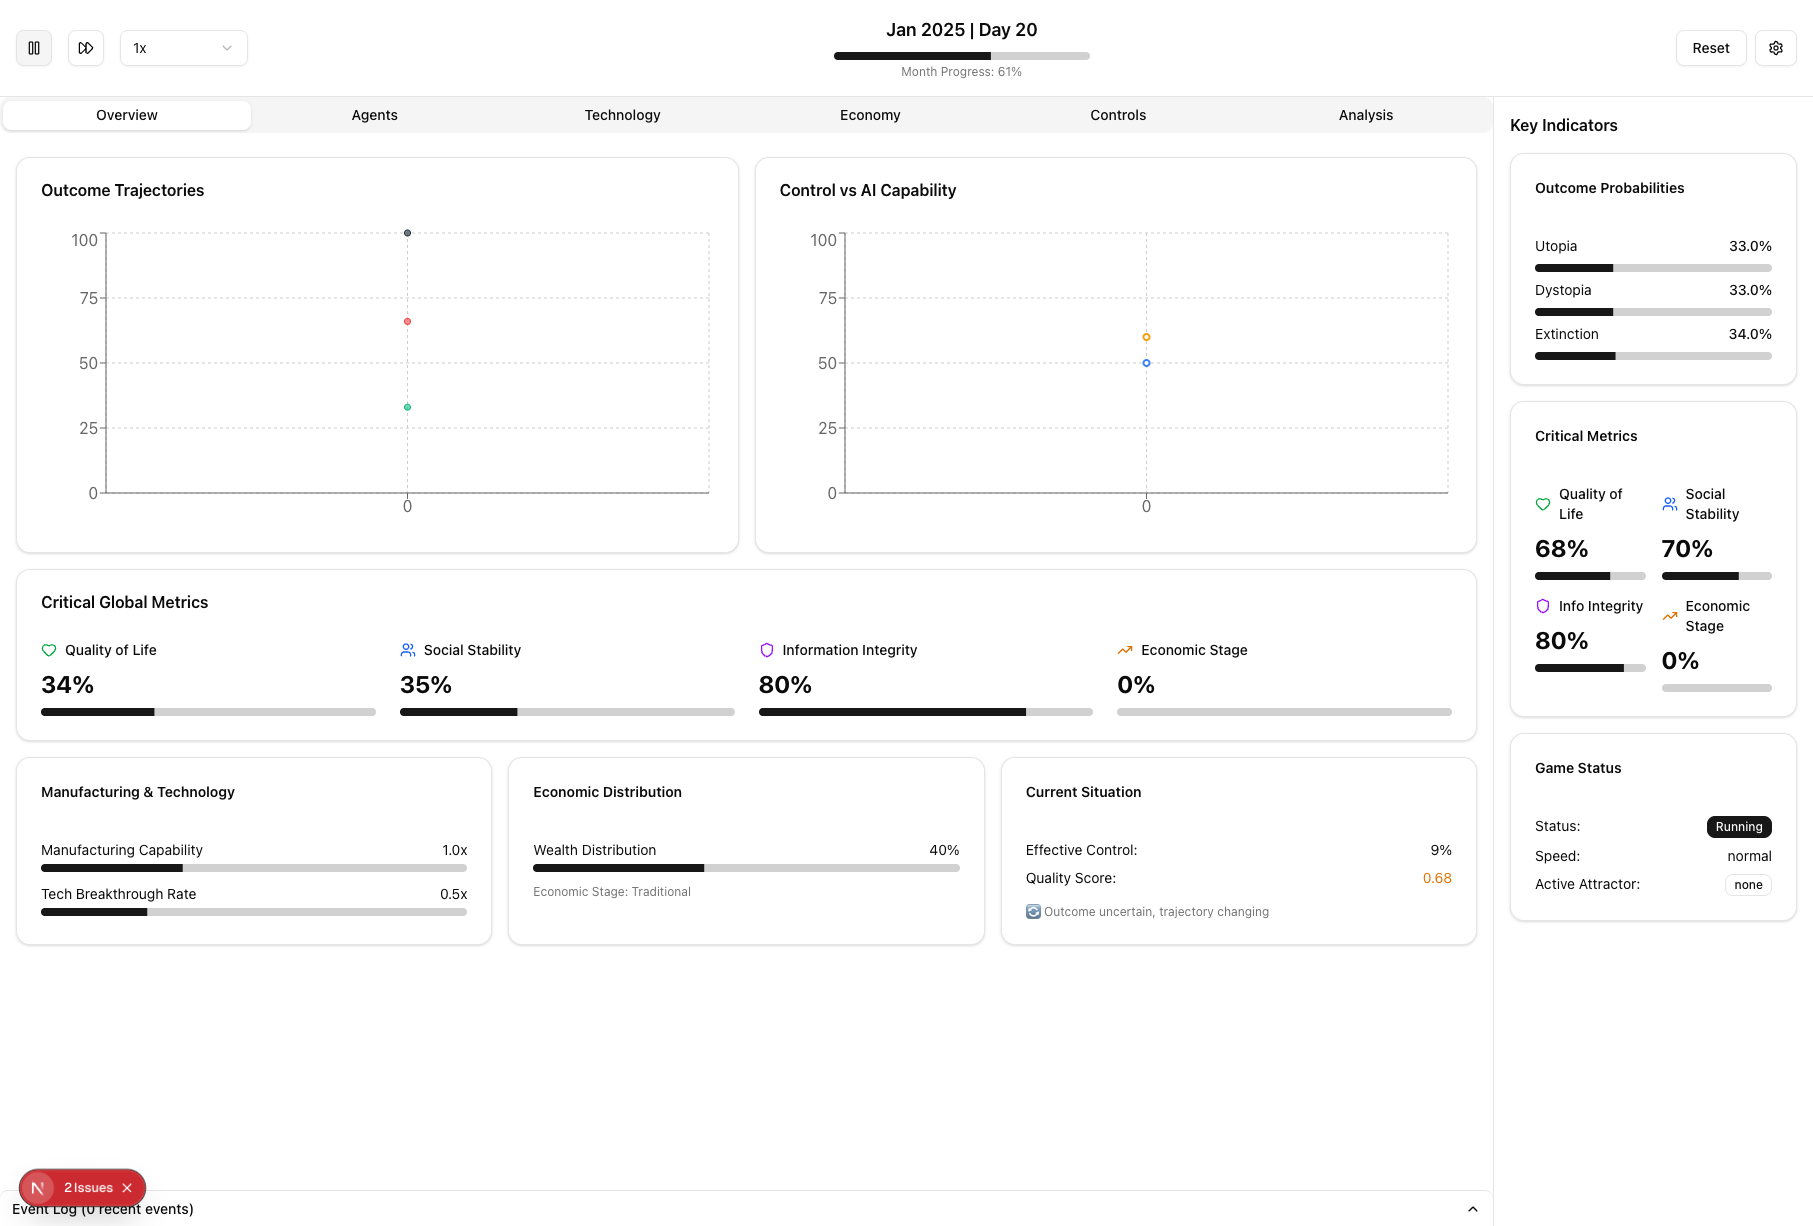 1x
Jan 2025 | Day 20
Month Progress: 61%
Reset
Overview
Agents
Technology
Economy
Controls
Analysis
Outcome Trajectories
100
75
50
25
0
0
Control vs AI Capability
100
75
50
25
0
0
Critical Global Metrics
Quality of Life
34%
Social Stability
35%
Information Integrity
80%
Economic Stage
0%
Manufacturing & Technology
Manufacturing Capability 1.0x
Tech Breakthrough Rate 0.5x
Economic Distribution
Wealth Distribution 40%
Economic Stage: Traditional
Current Situation
Effective Control: 9%
Quality Score: 0.68
Outcome uncertain, trajectory changing
Key Indicators
Outcome Probabilities
Utopia 33.0%
Dystopia 33.0%
Extinction 34.0%
Critical Metrics
Quality of
Life
68%
Social
Stability
70%
Info Integrity
80%
Economic
Stage
0%
Game Status
Status: Running
Speed: normal
Active Attractor: none
N 2 Issues
Event Log (0 recent events)